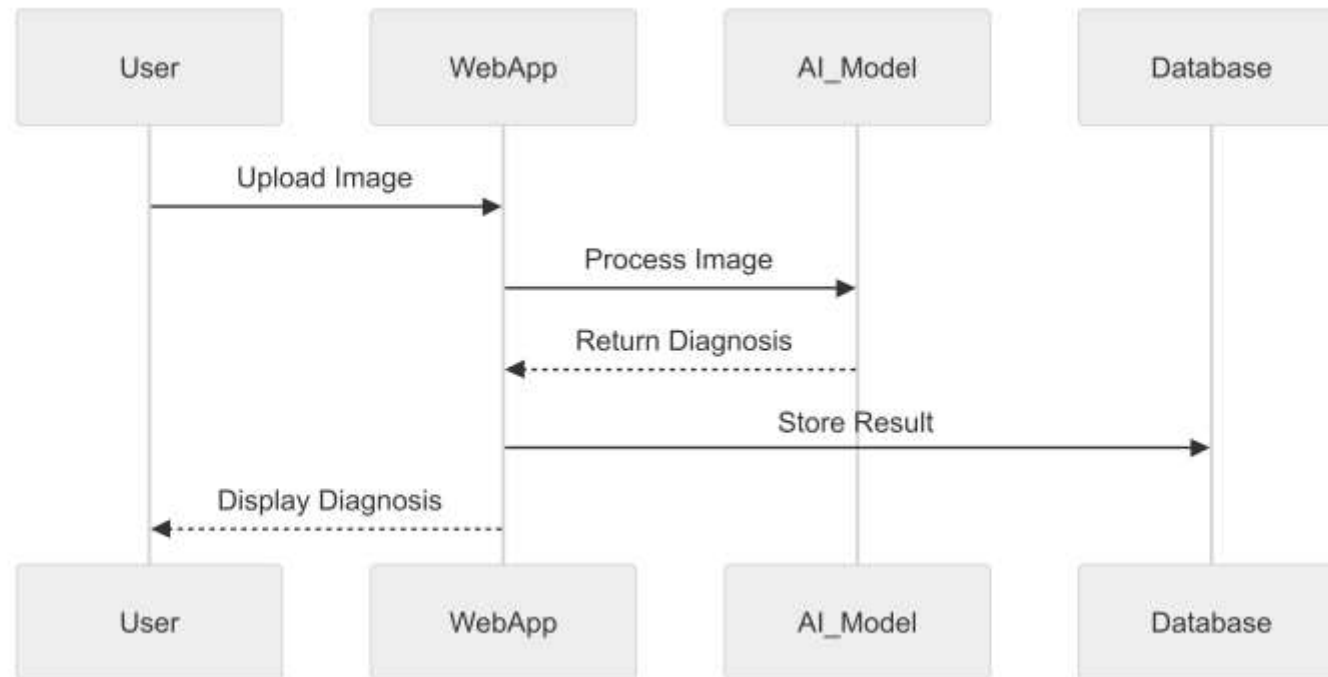 User WebApp AI_Model Database
Upload Image
Process Image
Return Diagnosis
Store Result
Display Diagnosis
User WebApp AI_Model Database